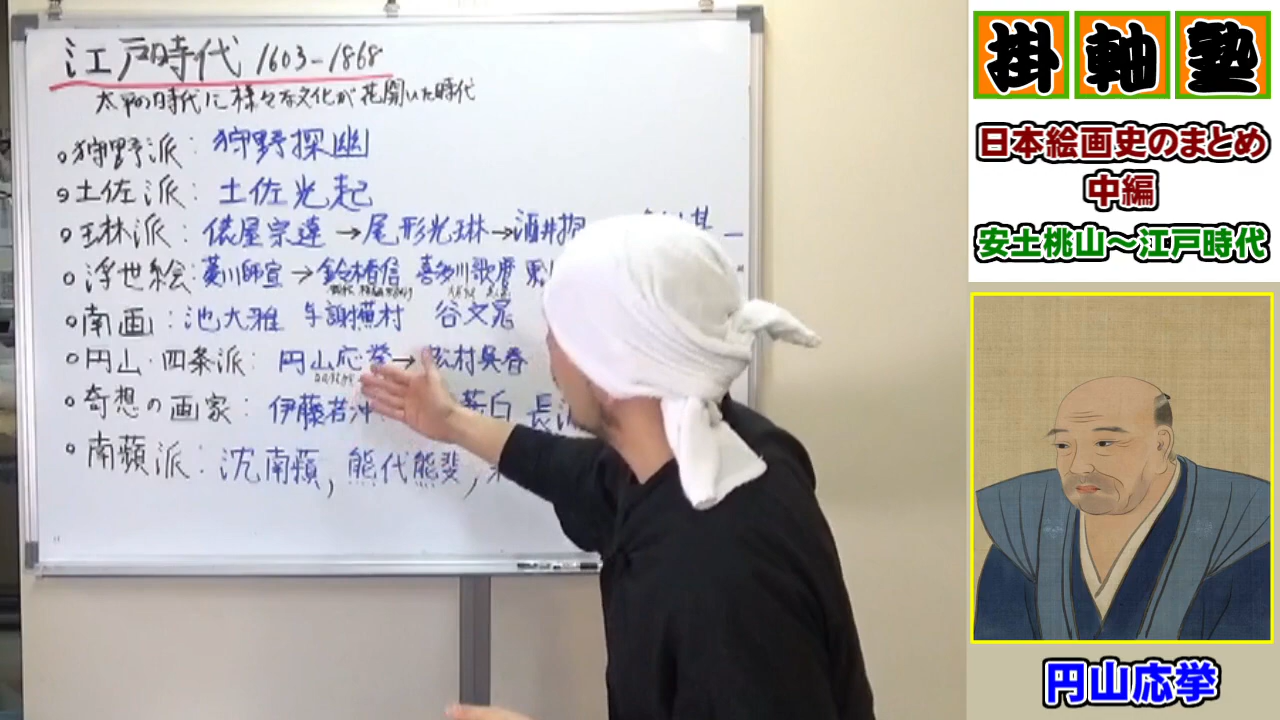 江戸時代 1603-1868
太平の時代に様々な文化が花開いた時代
狩野派：狩野探幽
土佐派：土佐光起
琳派：俵屋宗達→尾形光琳→酒井抱
浮世絵：菱川師宣→鈴木春信 喜多川歌麿
南画：池大雅 与謝蕪村 谷文晁
円山・四条派：円山応挙→松村呉春
奇想の画家：伊藤若冲 蕭白 長沢
南蘋派：沈南蘋，熊代熊斐，
掛軸塾
日本絵画史のまとめ
中編
安土桃山～江戸時代
円山応挙